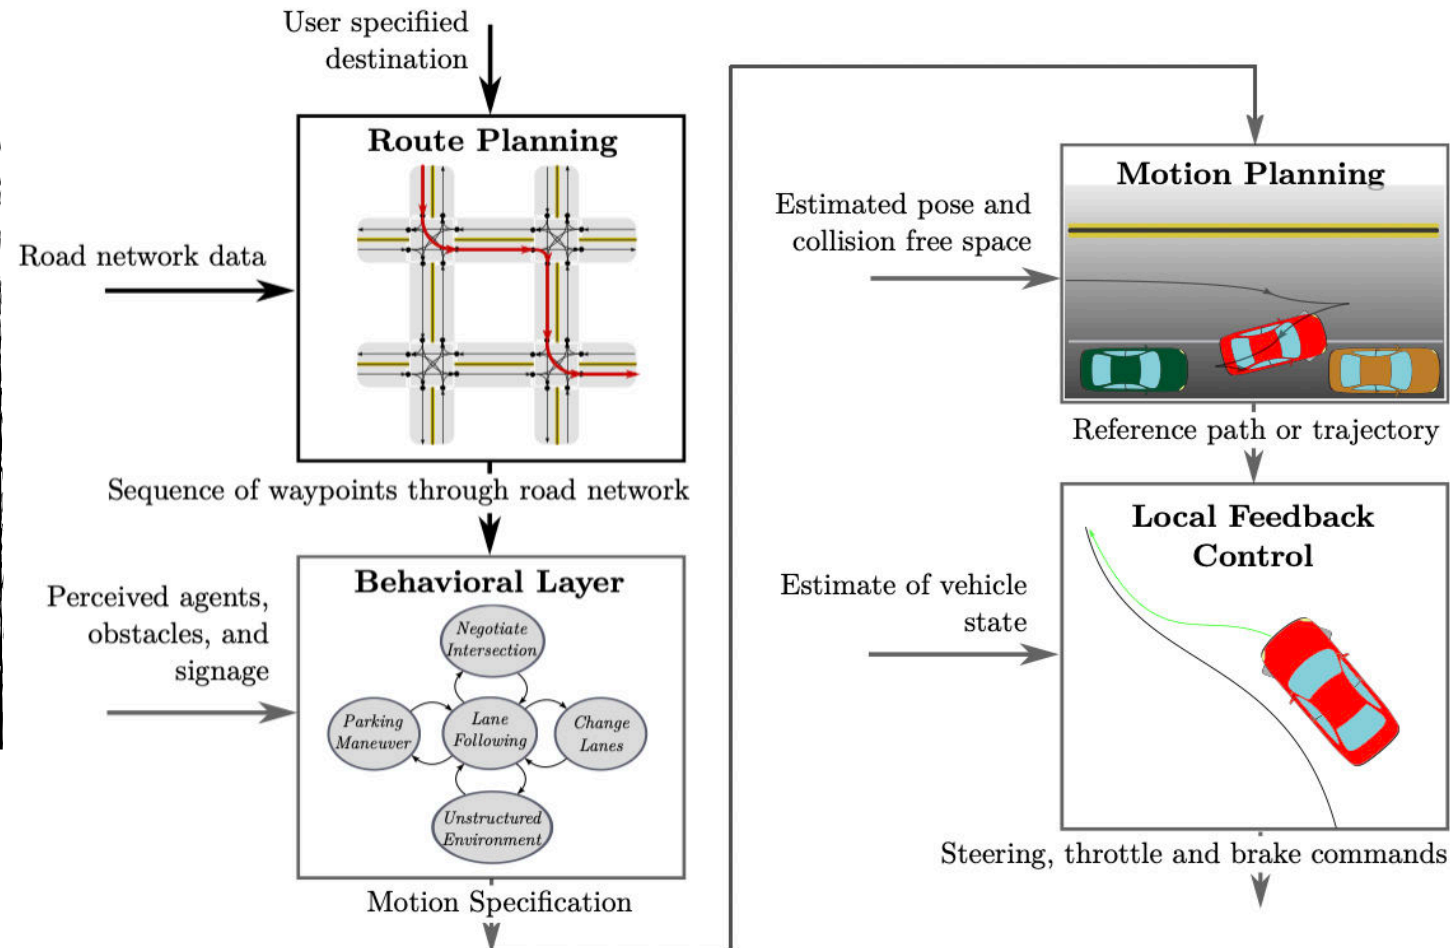 User specifiied
destination
Route Planning
Road network data
Sequence of waypoints through road network
Behavioral Layer
Perceived agents,
obstacles, and
signage
Negotiate
Intersection
Parking
Maneuver
Lane
Following
Change
Lanes
Unstructured
Environment
Motion Specification
Motion Planning
Estimated pose and
collision free space
Reference path or trajectory
Local Feedback
Control
Estimate of vehicle
state
Steering, throttle and brake commands